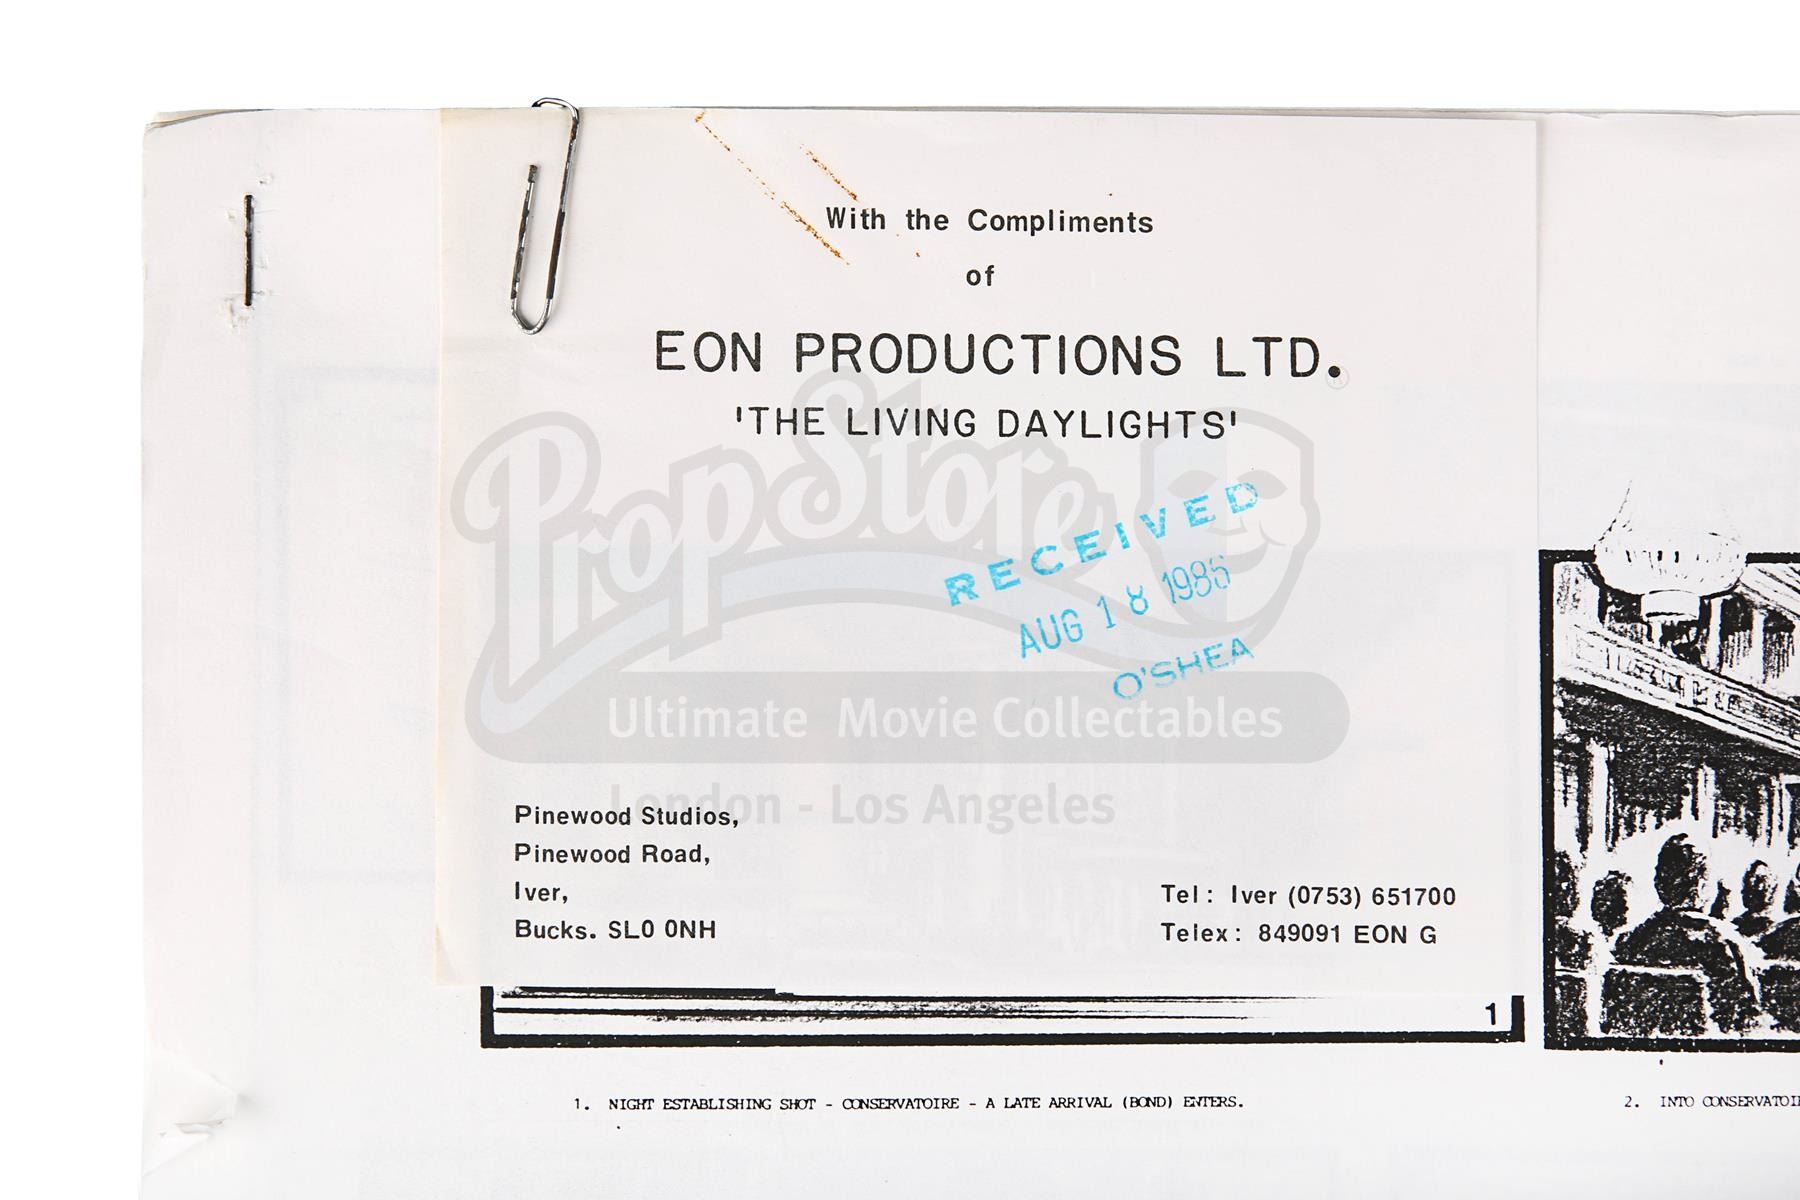 With the Compliments
of
EON PRODUCTIONS LTD.
'THE LIVING DAYLIGHTS'
PropStore
®
RECEIVED
AUG 18 1986
O'SHEA
Ultimate Movie Collectables
London - Los Angeles
Pinewood Studios,
Pinewood Road,
Iver,
Bucks. SL0 0NH
Tel: Iver (0753) 651700
Telex: 849091 EON G
1
1. NIGHT ESTABLISHING SHOT - CONSERVATOIRE - A LATE ARRIVAL (BOND) ENTERS.
2. INTO CONSERVATOI